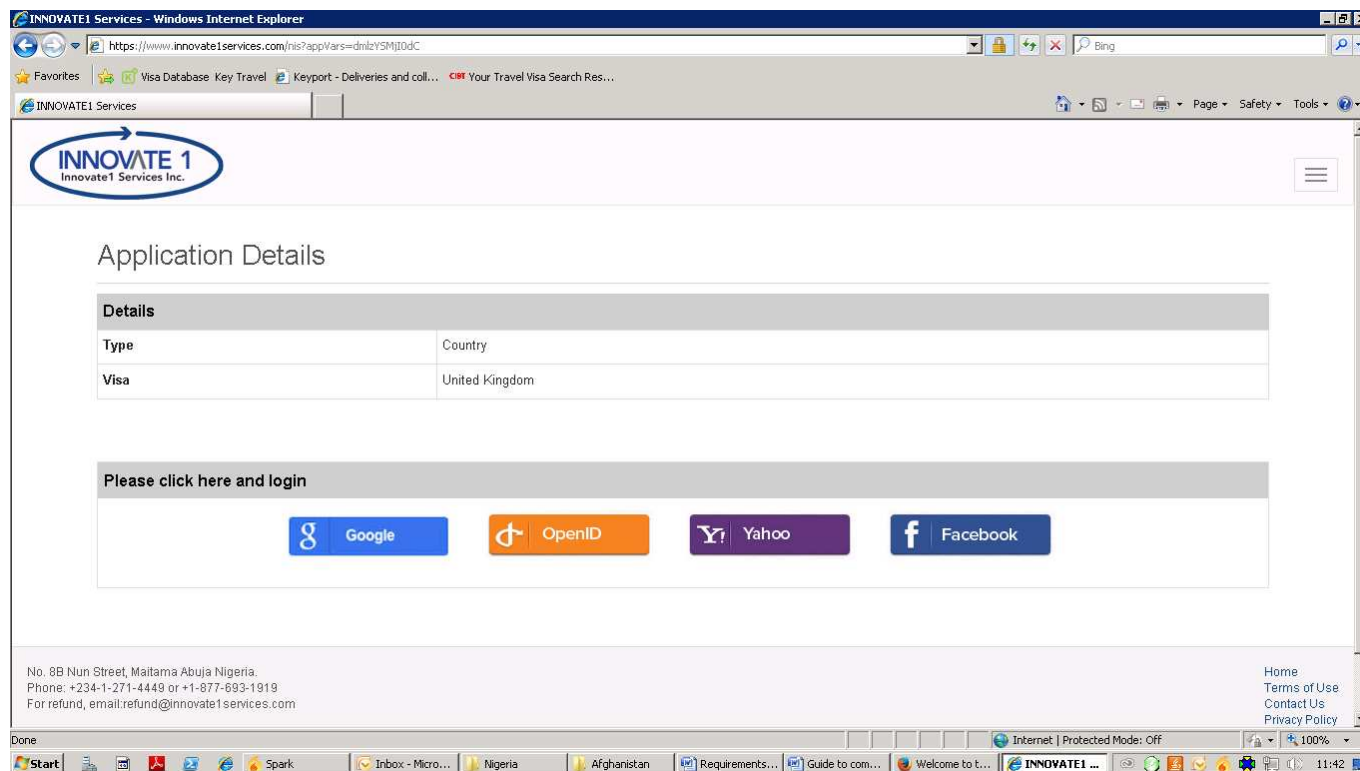 INNOVATE1 Services - Windows Internet Explorer
https://www.innovate1services.com/nis?appVars=dmlzYSMjI0dC
Bing
Favorites Visa Database Key Travel Keyport - Deliveries and coll... CIBT Your Travel Visa Search Res...
INNOVATE1 Services Page Safety Tools
INNOVATE 1
Innovate1 Services Inc.
Application Details
Details
Type Country
Visa United Kingdom
Please click here and login
g Google OpenID Y! Yahoo f Facebook
No. 8B Nun Street, Maitama Abuja Nigeria.
Phone: +234-1-271-4449 or +1-877-693-1919
For refund, email:refund@innovate1services.com
Home
Terms of Use
Contact Us
Privacy Policy
Done Internet | Protected Mode: Off 100%
Start Spark Inbox - Micro... Nigeria Afghanistan Requirements... Guide to com... Welcome to t... INNOVATE1 ... 11:42